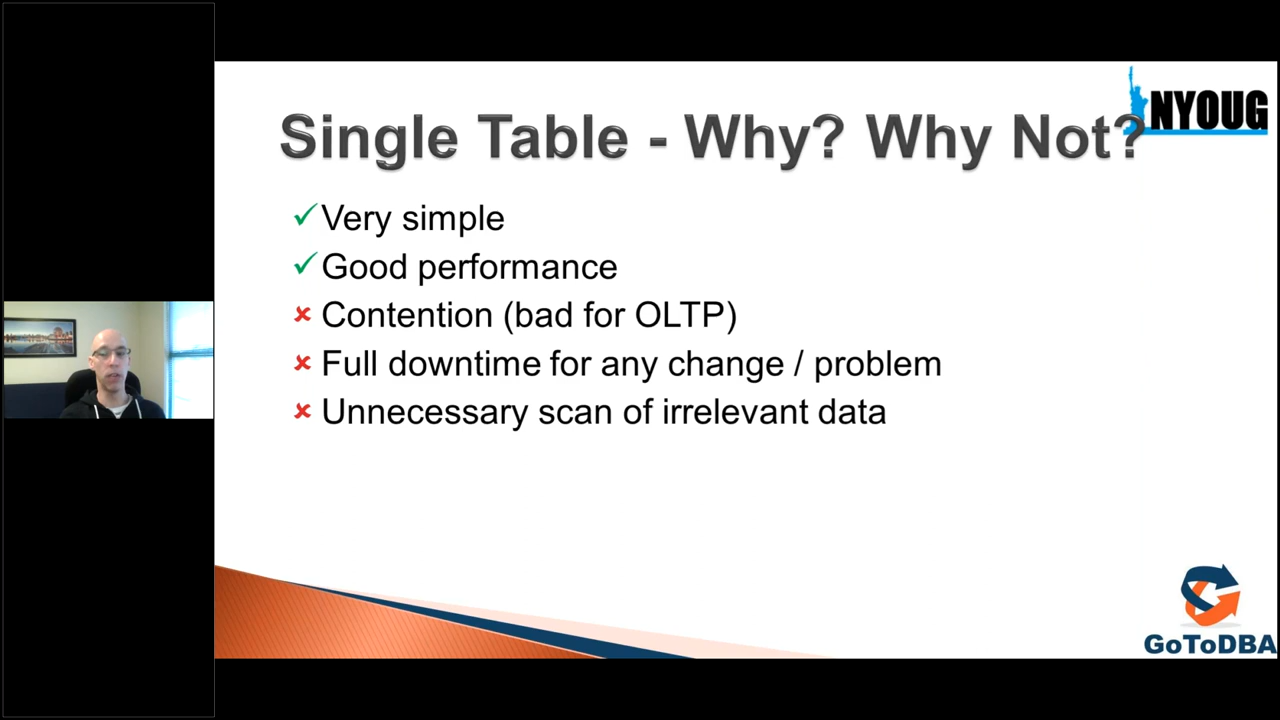 NYOUG
Single Table - Why? Why Not?
Very simple
Good performance
Contention (bad for OLTP)
Full downtime for any change / problem
Unnecessary scan of irrelevant data
GoToDBA